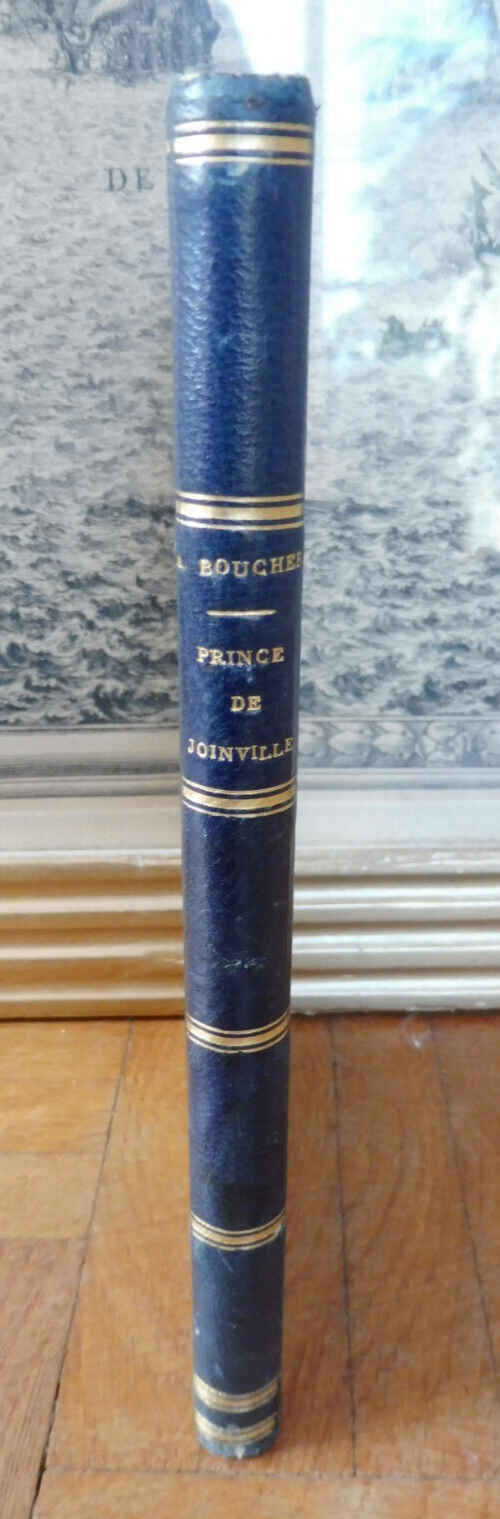 DE
A. BOUCHER
PRINCE
DE
JOINVILLE